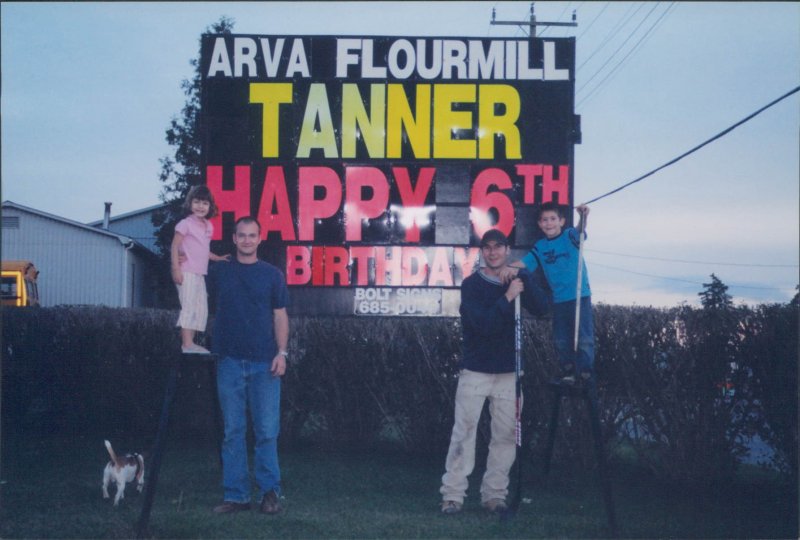 ARVA FLOURMILL
TANNER
HAPPY 6TH
BIRTHDAY
BOLT SIGNS